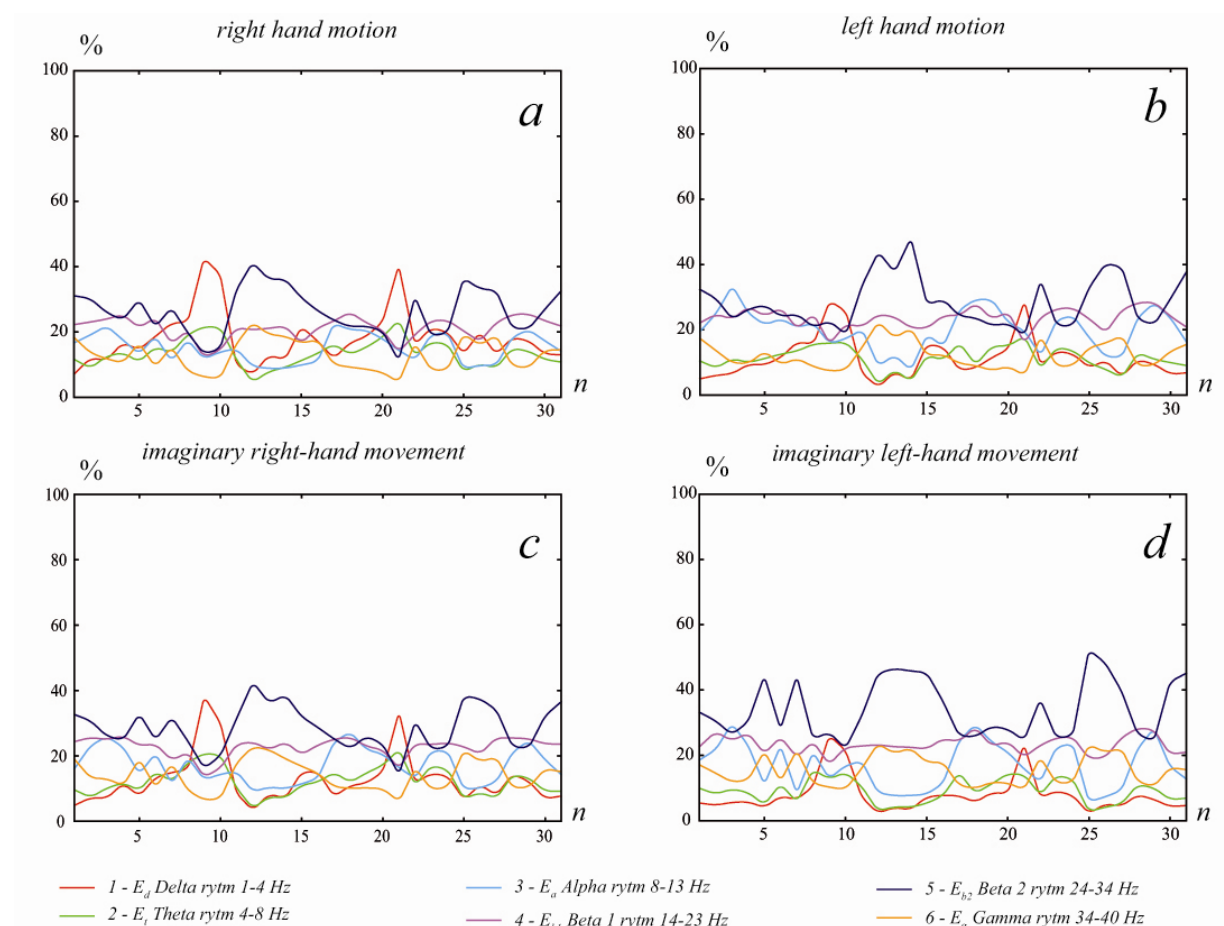 right hand motion
left hand motion
%
%
100
80
60
40
20
0
a
5
10
15
20
25
30
n
100
80
60
40
20
0
b
5
10
15
20
25
30
n
imaginary right-hand movement
imaginary left-hand movement
%
%
100
80
60
40
20
0
c
5
10
15
20
25
30
n
100
80
60
40
20
0
d
5
10
15
20
25
30
n
1 - E_d Delta rytm 1-4 Hz
3 - E_a Alpha rytm 8-13 Hz
5 - E_b2 Beta 2 rytm 24-34 Hz
2 - E_t Theta rytm 4-8 Hz
4 - E Beta 1 rytm 14-23 Hz
6 - E Gamma rytm 34-40 Hz